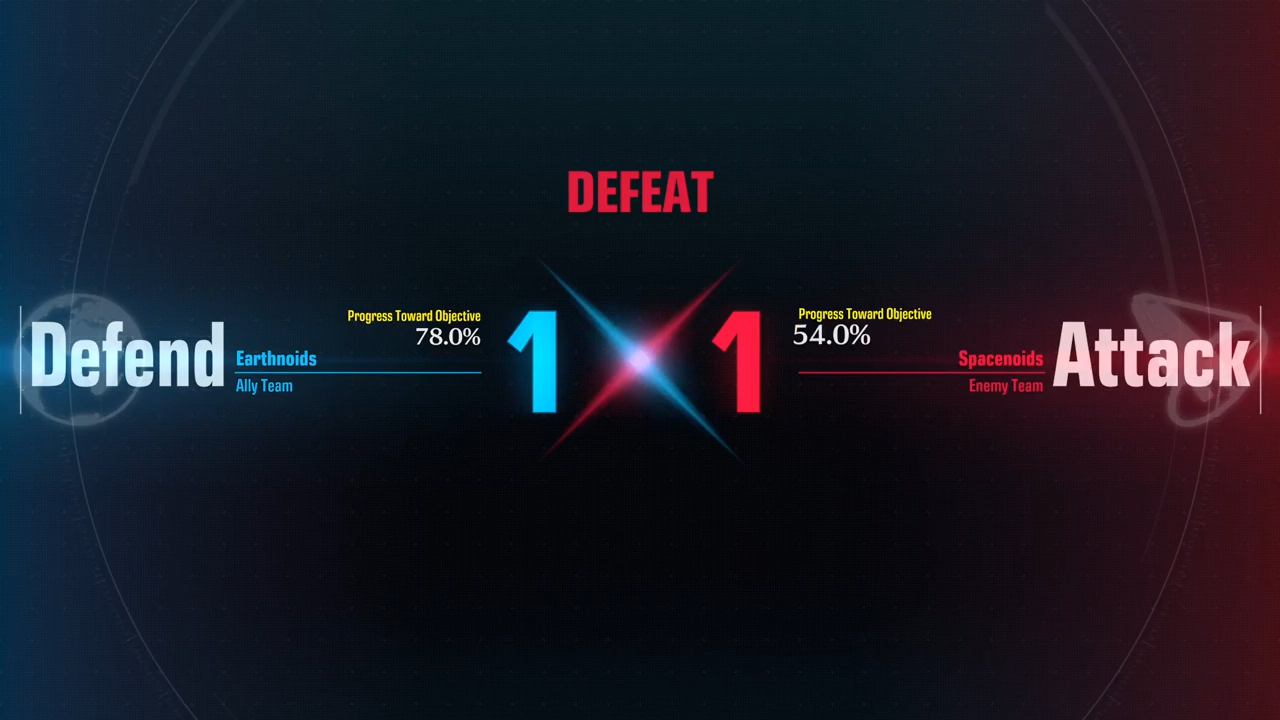 DEFEAT
Defend
Earthnoids
Ally Team
Progress Toward Objective
78.0%
1
1
Progress Toward Objective
54.0%
Spacenoids
Enemy Team
Attack